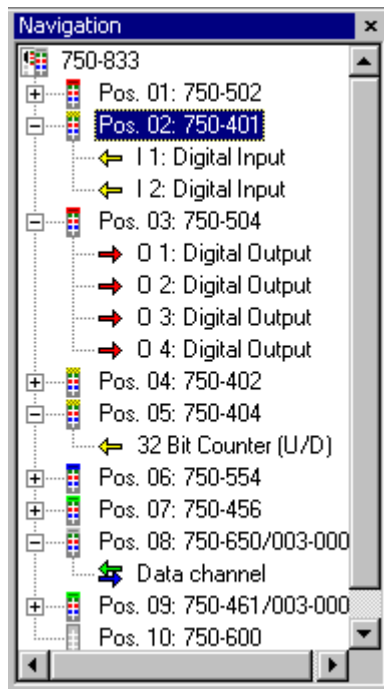 Navigation
750-833
Pos. 01: 750-502
Pos. 02: 750-401
I 1: Digital Input
I 2: Digital Input
Pos. 03: 750-504
O 1: Digital Output
O 2: Digital Output
O 3: Digital Output
O 4: Digital Output
Pos. 04: 750-402
Pos. 05: 750-404
32 Bit Counter (U/D)
Pos. 06: 750-554
Pos. 07: 750-456
Pos. 08: 750-650/003-000
Data channel
Pos. 09: 750-461/003-000
Pos. 10: 750-600